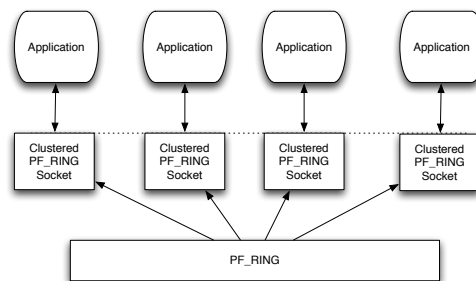 Application
Application
Application
Application
Clustered
PF_RING
Socket
Clustered
PF_RING
Socket
Clustered
PF_RING
Socket
Clustered
PF_RING
Socket
PF_RING